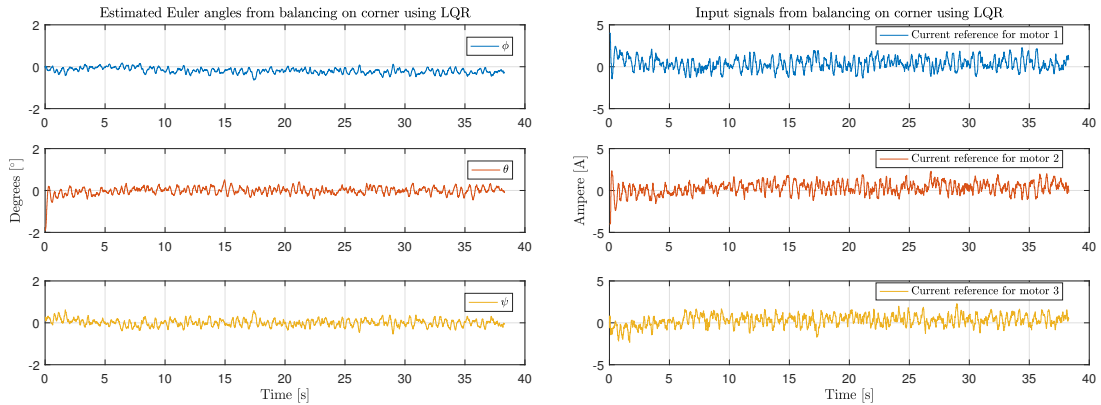 Estimated Euler angles from balancing on corner using LQR
2
0
-2
ϕ
0 5 10 15 20 25 30 35 40
2
0
-2
θ
0 5 10 15 20 25 30 35 40
Degrees [°]
2
0
-2
ψ
0 5 10 15 20 25 30 35 40
Time [s]
Input signals from balancing on corner using LQR
5
0
-5
Current reference for motor 1
0 5 10 15 20 25 30 35 40
5
0
-5
Current reference for motor 2
0 5 10 15 20 25 30 35 40
Ampere [A]
5
0
-5
Current reference for motor 3
0 5 10 15 20 25 30 35 40
Time [s]